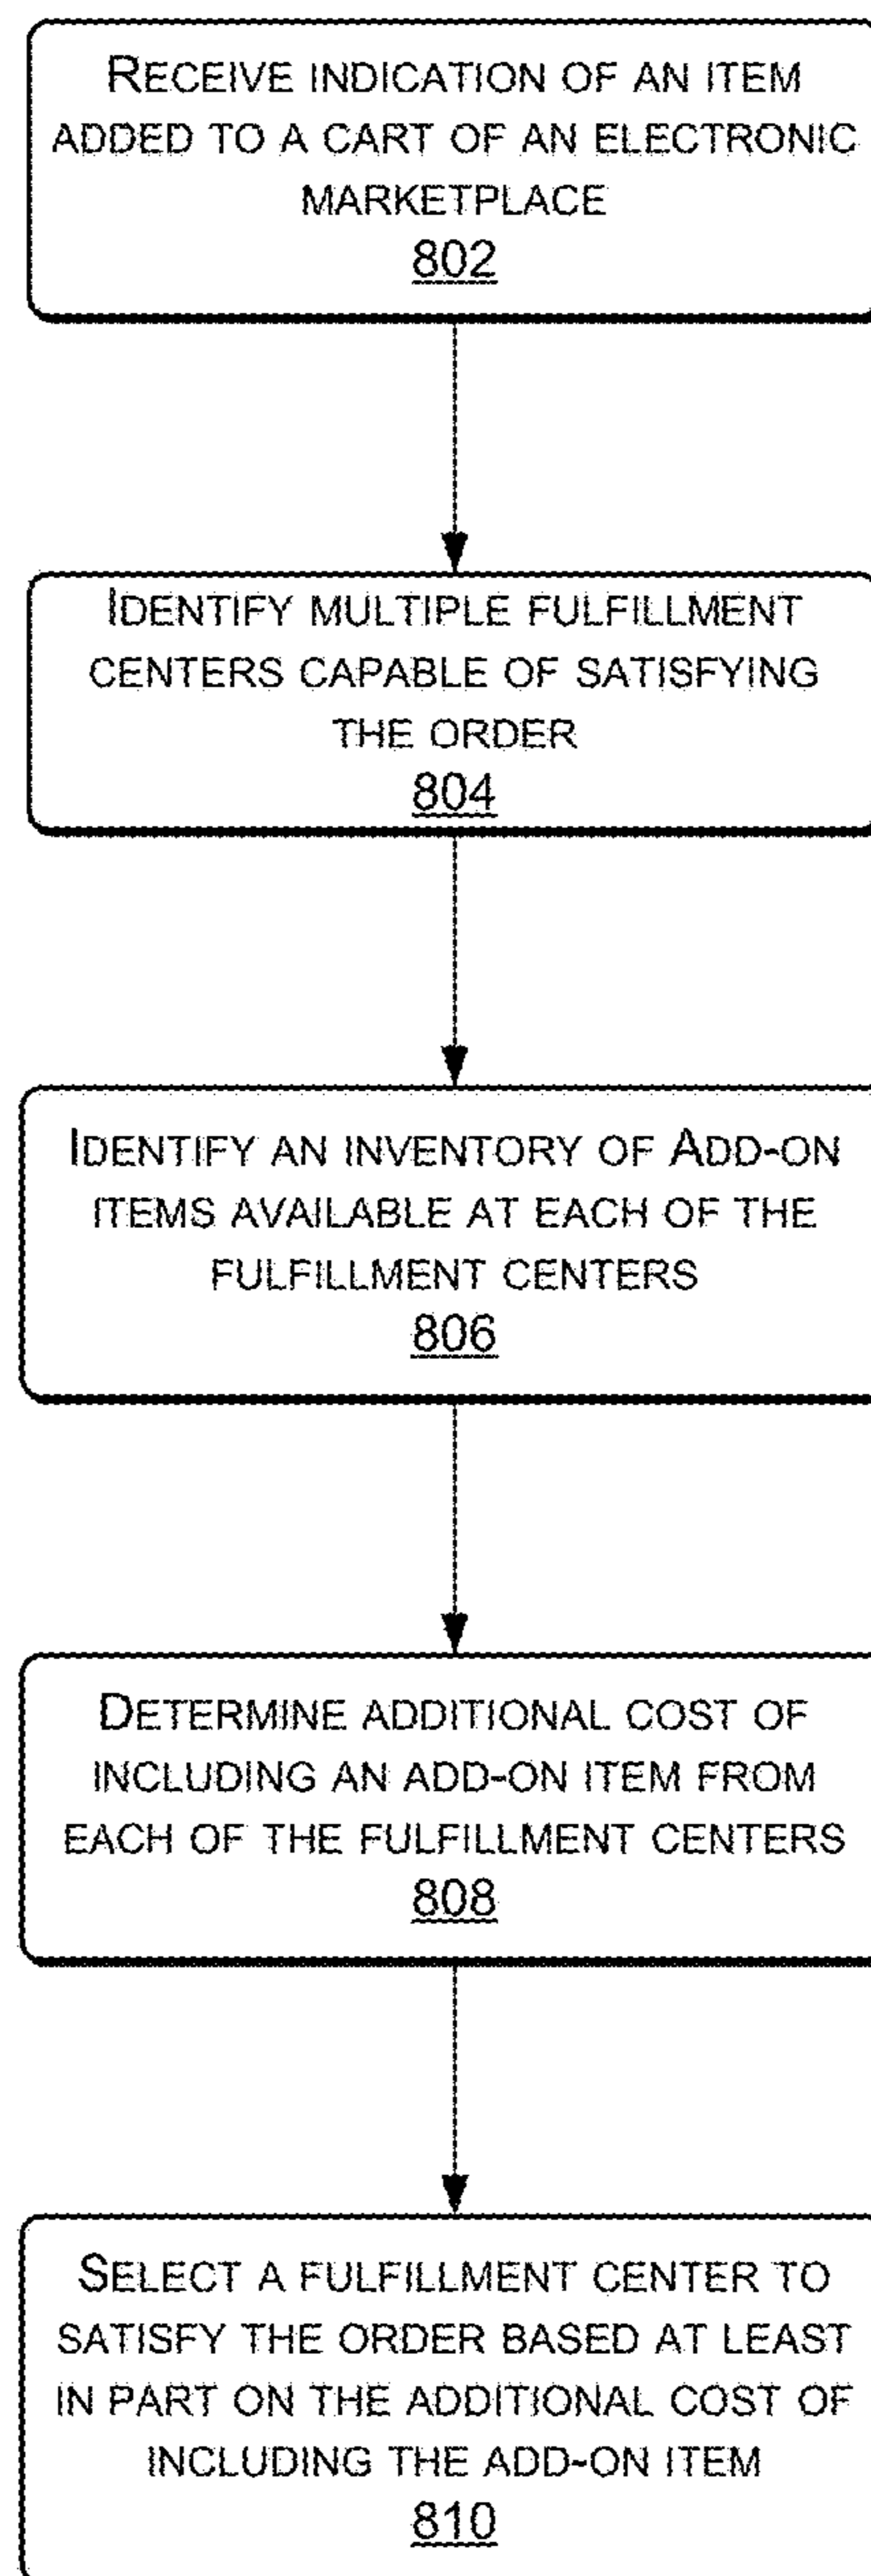 RECEIVE INDICATION OF AN ITEM
ADDED TO A CART OF AN ELECTRONIC
MARKETPLACE
802
IDENTIFY MULTIPLE FULFILLMENT
CENTERS CAPABLE OF SATISFYING
THE ORDER
804
IDENTIFY AN INVENTORY OF ADD-ON
ITEMS AVAILABLE AT EACH OF THE
FULFILLMENT CENTERS
806
DETERMINE ADDITIONAL COST OF
INCLUDING AN ADD-ON ITEM FROM
EACH OF THE FULFILLMENT CENTERS
808
SELECT A FULFILLMENT CENTER TO
SATISFY THE ORDER BASED AT LEAST
IN PART ON THE ADDITIONAL COST OF
INCLUDING THE ADD-ON ITEM
810